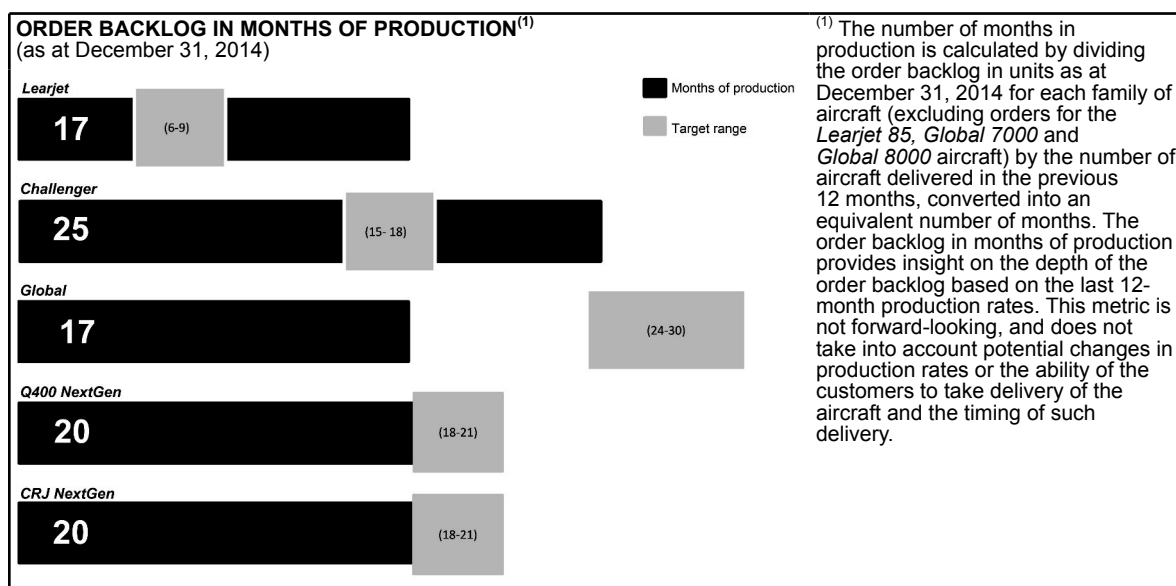 ORDER BACKLOG IN MONTHS OF PRODUCTION(1)
(as at December 31, 2014)
Learjet
17
(6-9)
Months of production
Target range
Challenger
25
(15- 18)
Global
17
(24-30)
Q400 NextGen
20
(18-21)
CRJ NextGen
20
(18-21)
(1) The number of months in
production is calculated by dividing
the order backlog in units as at
December 31, 2014 for each family of
aircraft (excluding orders for the
Learjet 85, Global 7000 and
Global 8000 aircraft) by the number of
aircraft delivered in the previous
12 months, converted into an
equivalent number of months. The
order backlog in months of production
provides insight on the depth of the
order backlog based on the last 12-
month production rates. This metric is
not forward-looking, and does not
take into account potential changes in
production rates or the ability of the
customers to take delivery of the
aircraft and the timing of such
delivery.